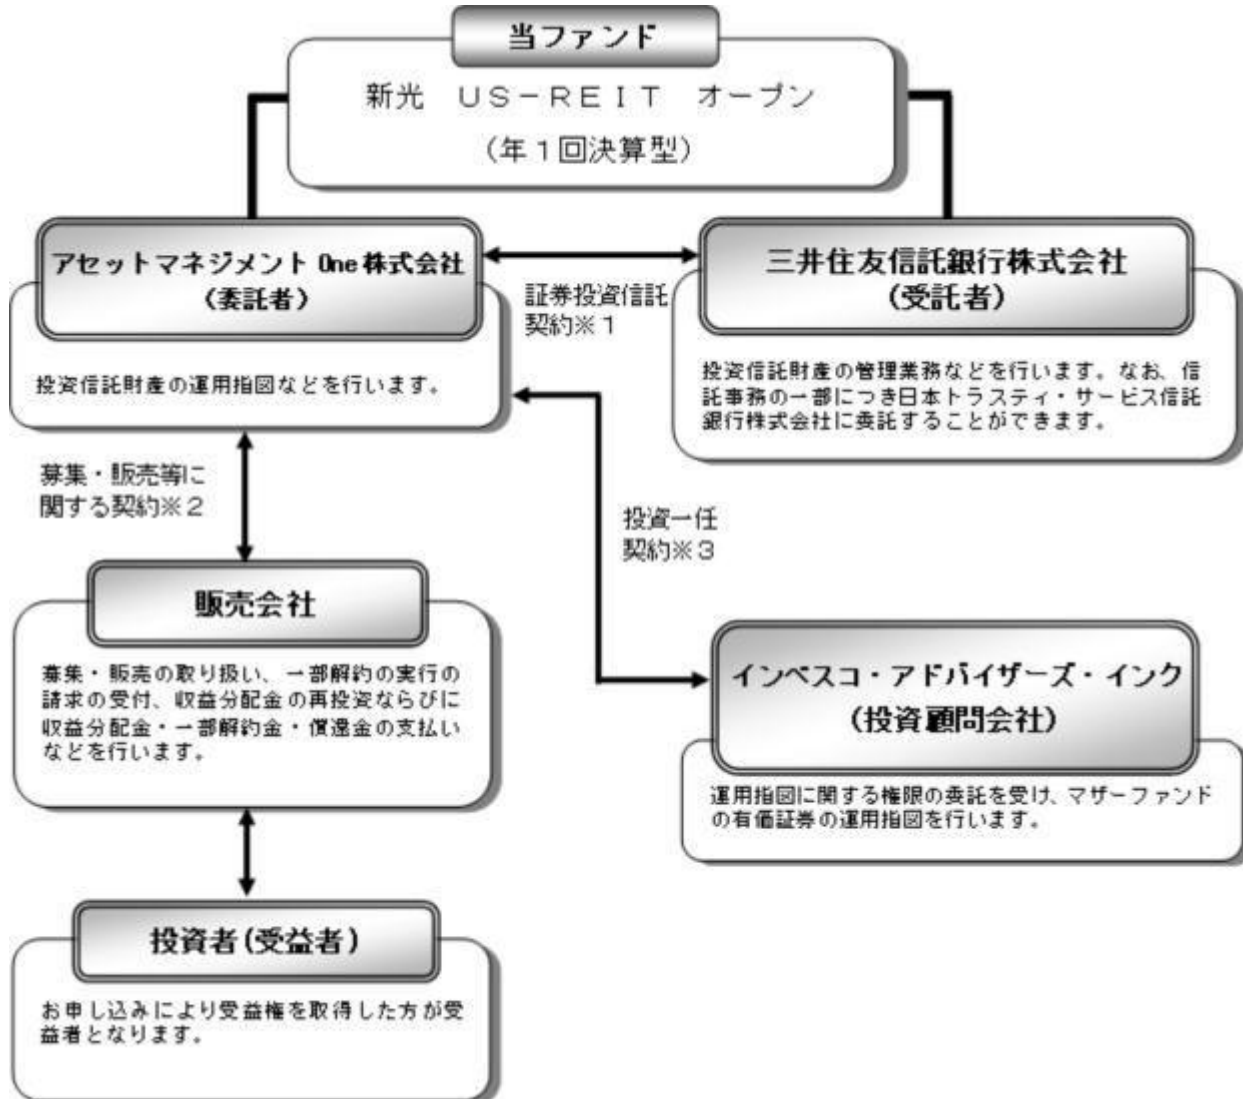 当ファンド
新光 US－REIT オープン
（年１回決算型）
アセットマネジメント One 株式会社
（委託者）
投資信託財産の運用指図などを行います。
証券投資信託
契約※１
三井住友信託銀行株式会社
（受託者）
投資信託財産の管理業務などを行います。なお、信
託事務の一部につき日本トラスティ・サービス信託
銀行株式会社に委託することができます。
募集・販売等に
関する契約※２
投資一任
契約※３
販売会社
募集・販売の取り扱い、一部解約の実行の
請求の受付、収益分配金の再投資ならびに
収益分配金・一部解約金・償還金の支払い
などを行います。
インベスコ・アドバイザーズ・インク
（投資顧問会社）
運用指図に関する権限の委託を受け、マザーファンド
の有価証券の運用指図を行います。
投資者（受益者）
お申し込みにより受益権を取得した方が受
益者となります。